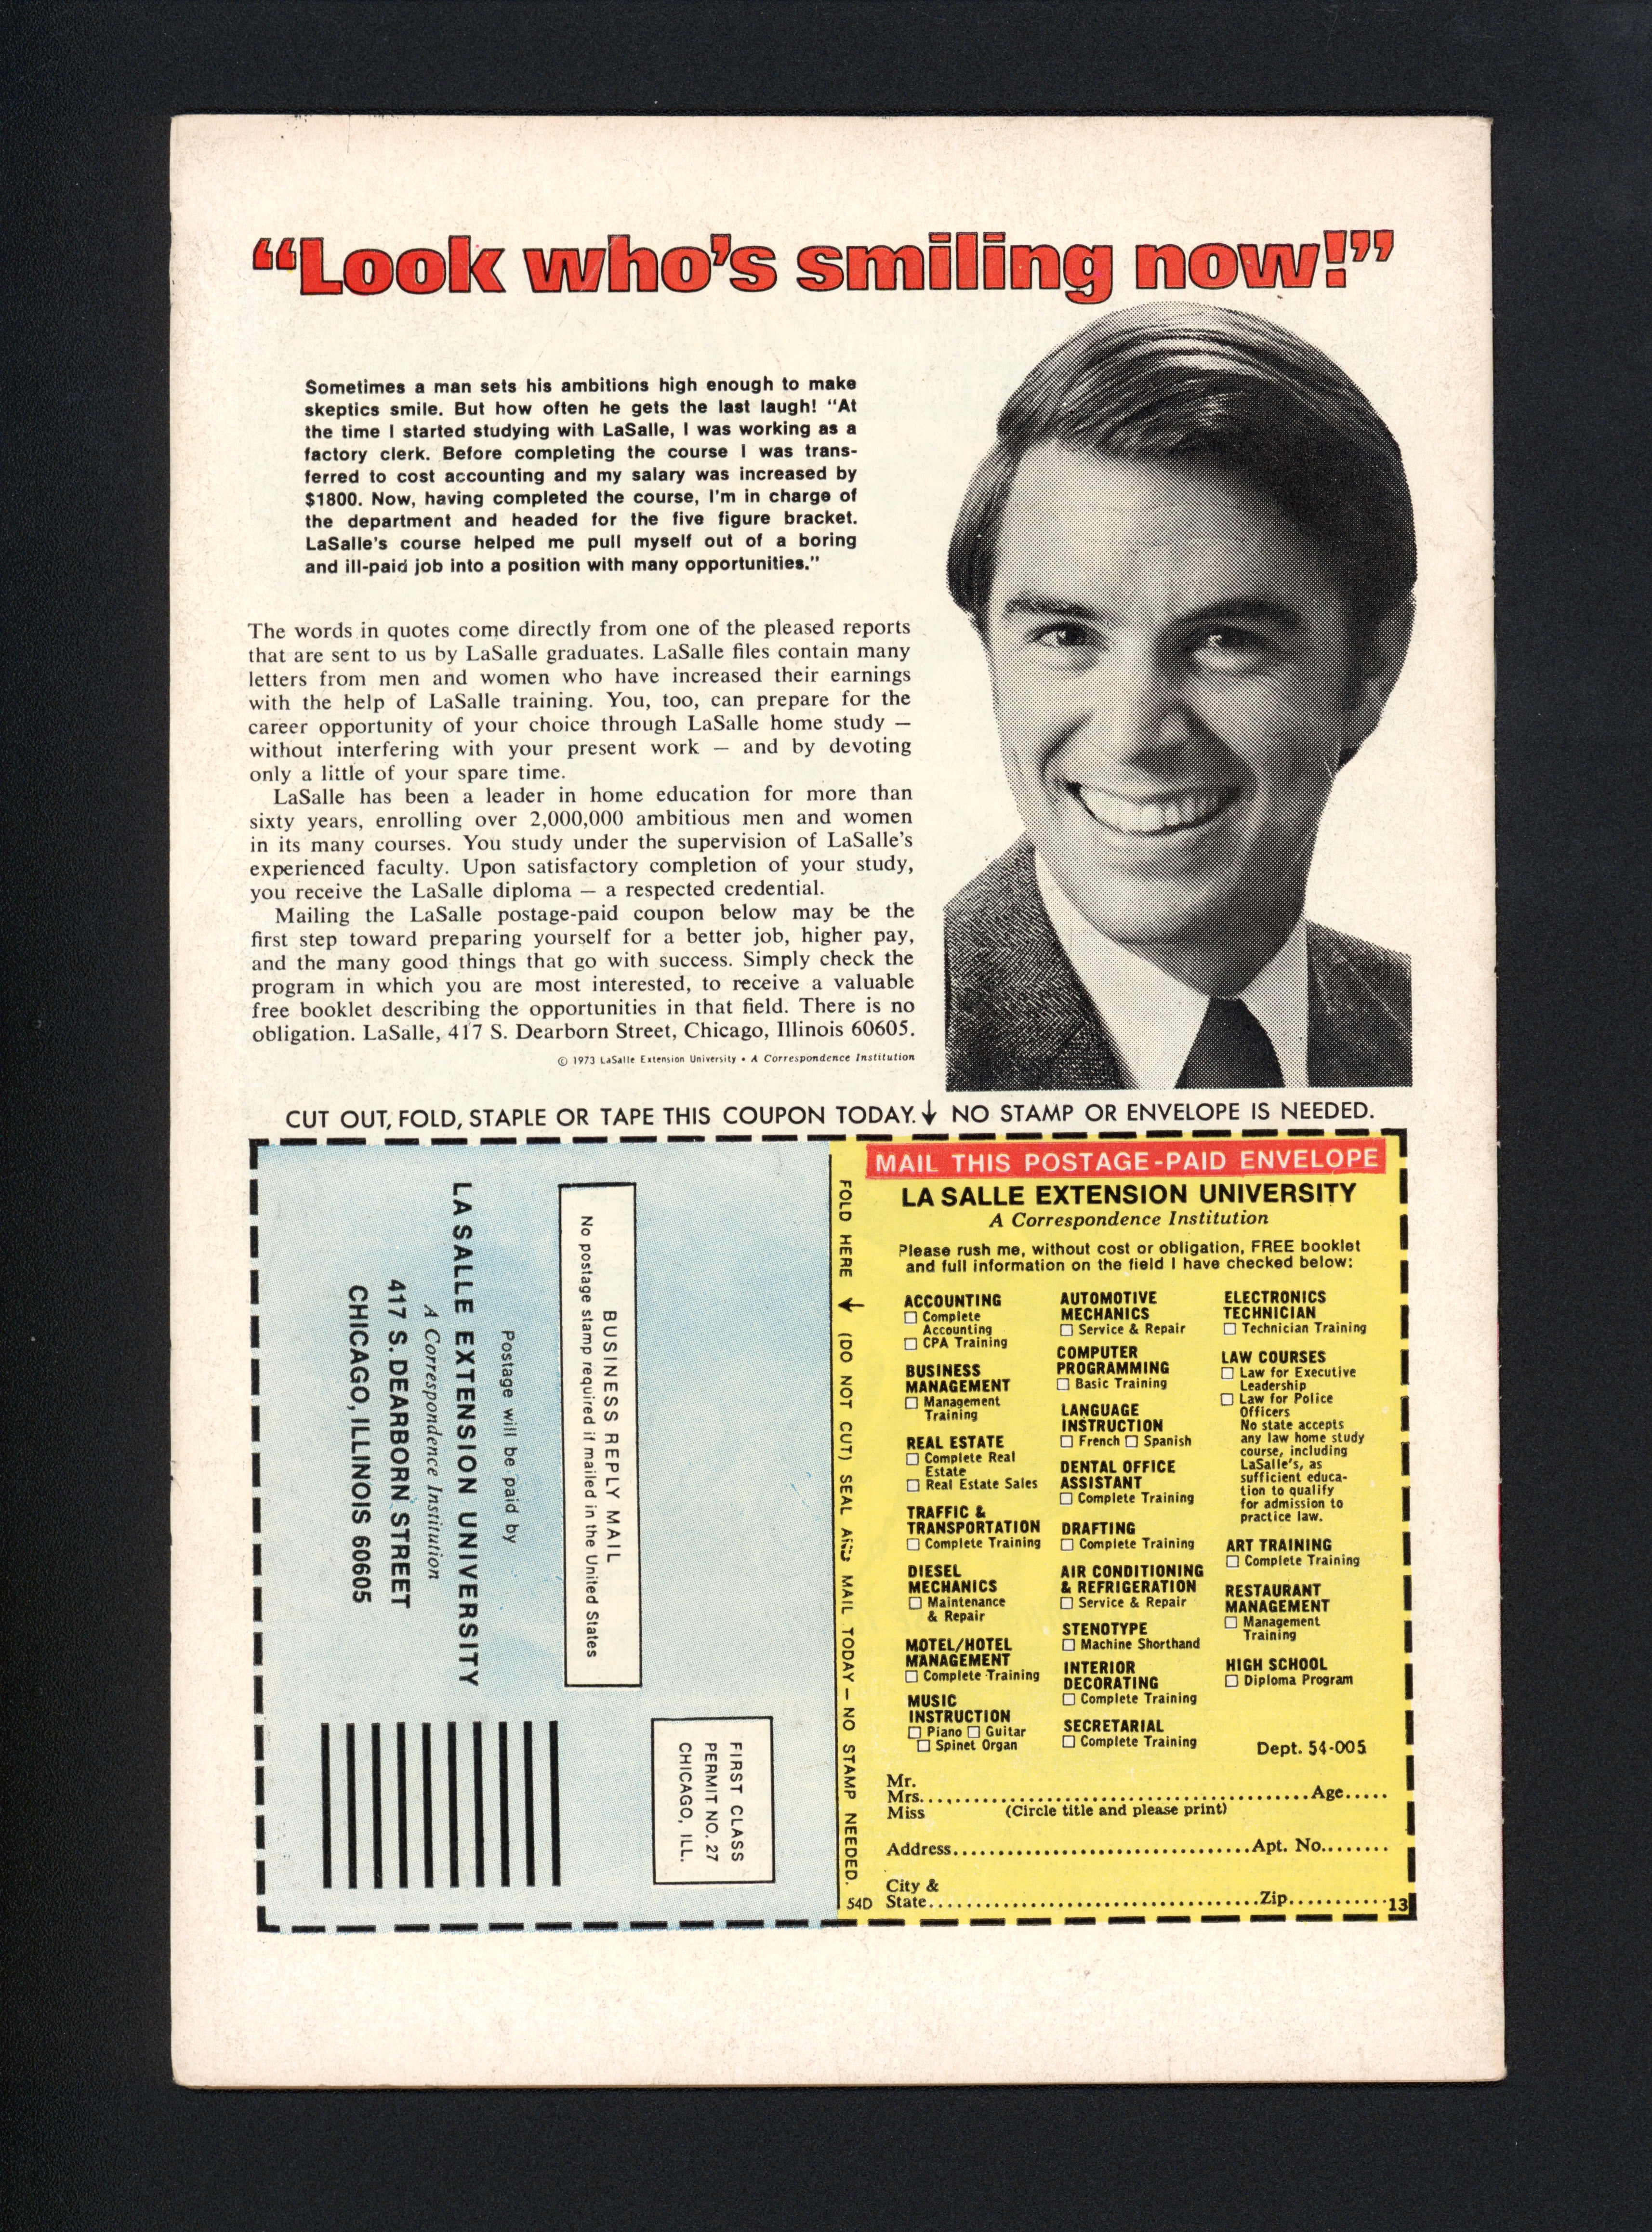 “Look who’s smiling now!”
Sometimes a man sets his ambitions high enough to make
skeptics smile. But how often he gets the last laugh! “At
the time I started studying with LaSalle, I was working as a
factory clerk. Before completing the course I was trans-
ferred to cost accounting and my salary was increased by
$1800. Now, having completed the course, I’m in charge of
the department and headed for the five figure bracket.
LaSalle’s course helped me pull myself out of a boring
and ill-paid job into a position with many opportunities.”
The words in quotes come directly from one of the pleased reports
that are sent to us by LaSalle graduates. LaSalle files contain many
letters from men and women who have increased their earnings
with the help of LaSalle training. You, too, can prepare for the
career opportunity of your choice through LaSalle home study —
without interfering with your present work — and by devoting
only a little of your spare time.
LaSalle has been a leader in home education for more than
sixty years, enrolling over 2,000,000 ambitious men and women
in its many courses. You study under the supervision of LaSalle’s
experienced faculty. Upon satisfactory completion of your study,
you receive the LaSalle diploma — a respected credential.
Mailing the LaSalle postage-paid coupon below may be the
first step toward preparing yourself for a better job, higher pay,
and the many good things that go with success. Simply check the
program in which you are most interested, to receive a valuable
free booklet describing the opportunities in that field. There is no
obligation. LaSalle, 417 S. Dearborn Street, Chicago, Illinois 60605.
© 1973 LaSalle Extension University • A Correspondence Institution
CUT OUT, FOLD, STAPLE OR TAPE THIS COUPON TODAY.↓ NO STAMP OR ENVELOPE IS NEEDED.
FIRST CLASS
PERMIT NO. 27
CHICAGO, ILL.
BUSINESS REPLY MAIL
No postage stamp required if mailed in the United States
Postage will be paid by
LA SALLE EXTENSION UNIVERSITY
A Correspondence Institution
417 S. DEARBORN STREET
CHICAGO, ILLINOIS 60605
FOLD HERE ↓ (DO NOT CUT) SEAL AND MAIL TODAY — NO STAMP NEEDED.
54D
MAIL THIS POSTAGE-PAID ENVELOPE
LA SALLE EXTENSION UNIVERSITY
A Correspondence Institution
Please rush me, without cost or obligation, FREE booklet
and full information on the field I have checked below:
ACCOUNTING
☐ Complete
Accounting
☐ CPA Training
BUSINESS
MANAGEMENT
☐ Management
Training
REAL ESTATE
☐ Complete Real
Estate
☐ Real Estate Sales
TRAFFIC &
TRANSPORTATION
☐ Complete Training
DIESEL
MECHANICS
☐ Maintenance
& Repair
MOTEL/HOTEL
MANAGEMENT
☐ Complete Training
MUSIC
INSTRUCTION
☐ Piano ☐ Guitar
☐ Spinet Organ
AUTOMOTIVE
MECHANICS
☐ Service & Repair
COMPUTER
PROGRAMMING
☐ Basic Training
LANGUAGE
INSTRUCTION
☐ French ☐ Spanish
DENTAL OFFICE
ASSISTANT
☐ Complete Training
DRAFTING
☐ Complete Training
AIR CONDITIONING
& REFRIGERATION
☐ Service & Repair
STENOTYPE
☐ Machine Shorthand
INTERIOR
DECORATING
☐ Complete Training
SECRETARIAL
☐ Complete Training
ELECTRONICS
TECHNICIAN
☐ Technician Training
LAW COURSES
☐ Law for Executive
Leadership
☐ Law for Police
Officers
No state accepts
any law home study
course, including
LaSalle’s, as
sufficient educa-
tion to qualify
for admission to
practice law.
ART TRAINING
☐ Complete Training
RESTAURANT
MANAGEMENT
☐ Management
Training
HIGH SCHOOL
☐ Diploma Program
Dept. 54-005
Mr.
Mrs.............................................Age.....
Miss (Circle title and please print)
Address.................................Apt. No........
City &
State.....................................Zip...........13